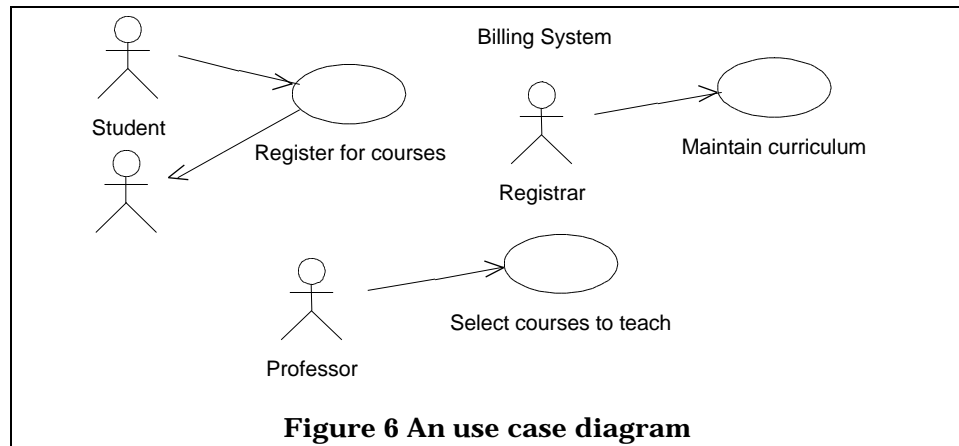 Billing System
Student
Register for courses
Maintain curriculum
Registrar
Select courses to teach
Professor
Figure 6 An use case diagram